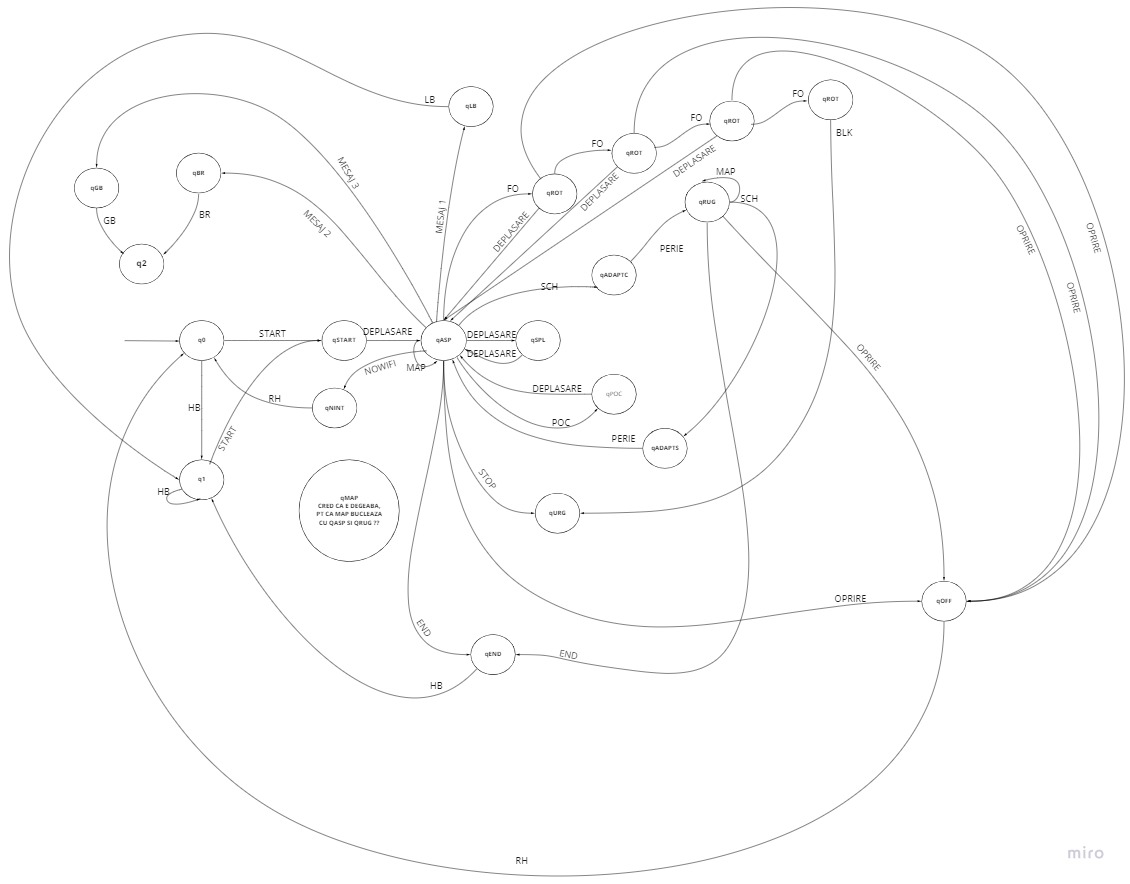 LB
qLB
qROT
FO
qROT
FO
BLK
FO
qROT
MAP
SCH
qRUG
FO
qROT
DEPLASARE
DEPLASARE
DEPLASARE
MESAJ 3
MESAJ 2
MESAJ 1
qGB
qBR
GB
BR
q2
OPRIRE
OPRIRE
OPRIRE
PERIE
qADAPTC
SCH
START
DEPLASARE
DEPLASARE
q0
qSTART
qASP
qSPL
DEPLASARE
NOWIFI
MAP
OPRIRE
DEPLASARE
qPOC
RH
qNINT
HB
POC
START
PERIE
qADAPTS
q1
HB
STOP
qMAP
CRED CA E DEGEABA,
PT CA MAP BUCLEAZA
CU QASP SI QRUG ??
qURG
OPRIRE
qOFF
END
qEND
END
HB
RH
miro